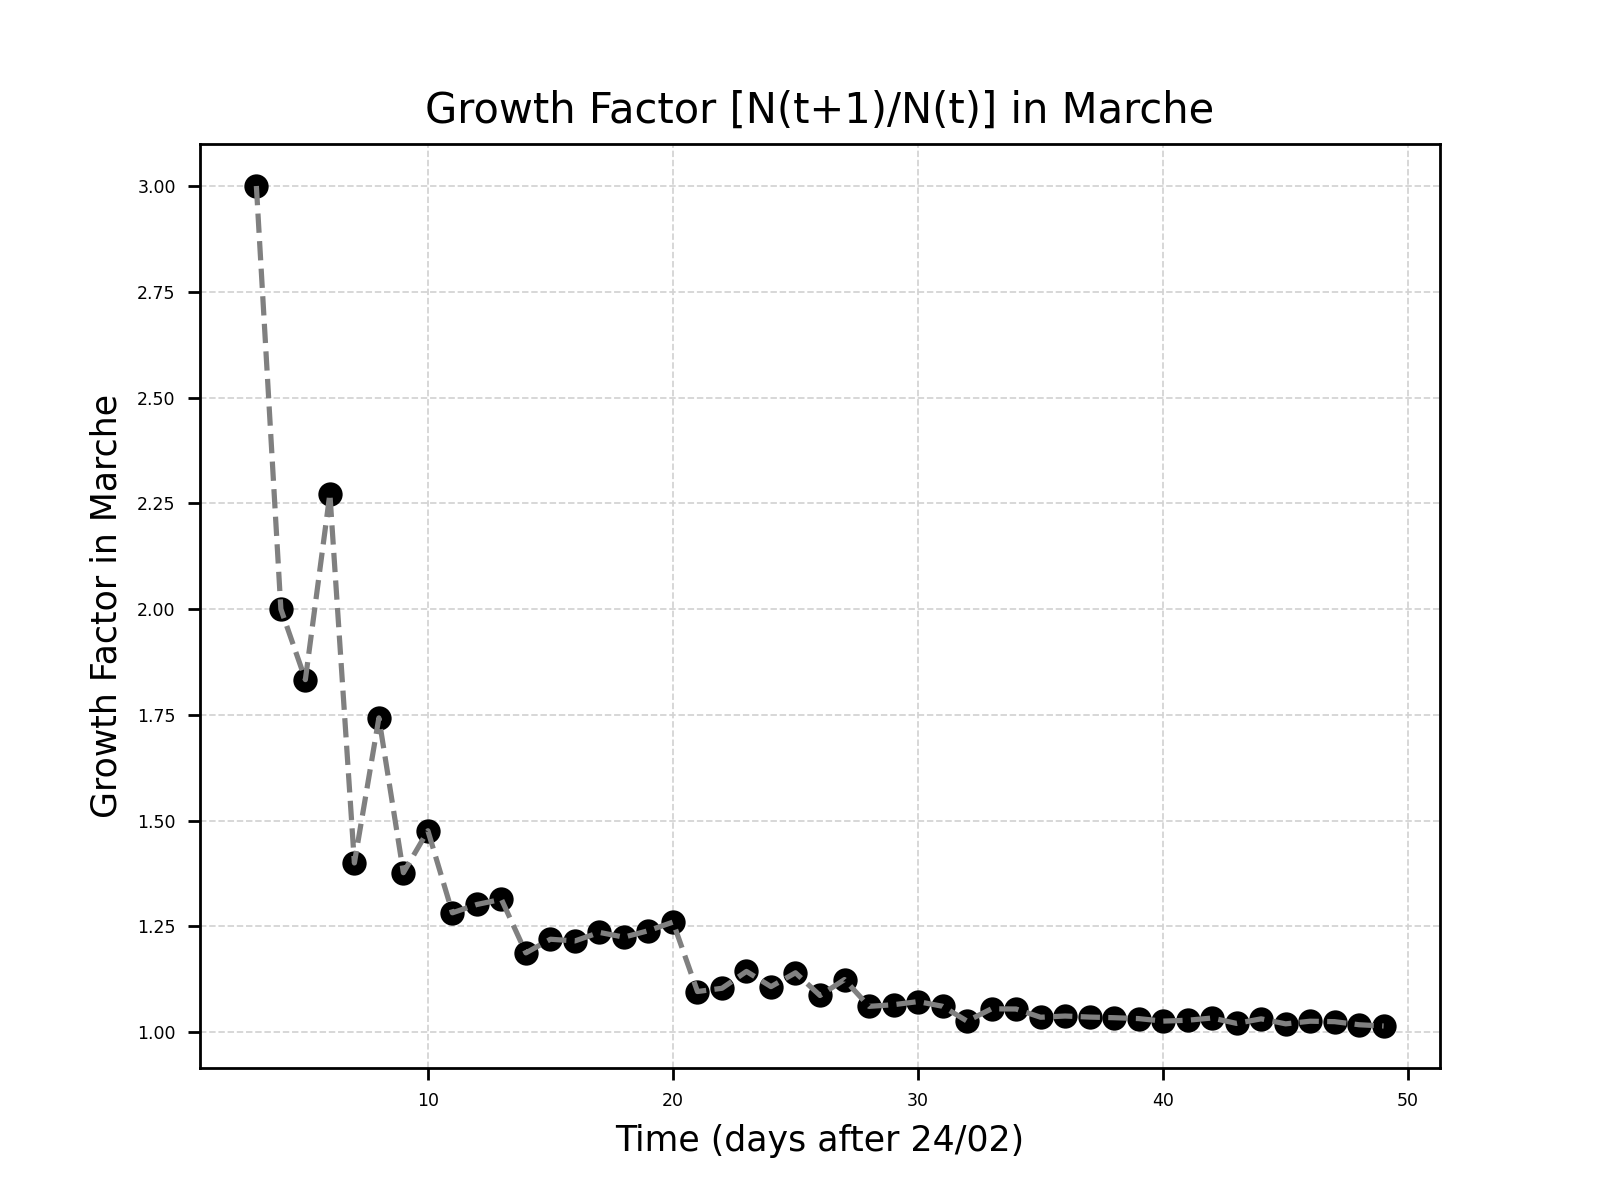 Growth Factor [N(t+1)/N(t)] in Marche
Growth Factor in Marche
3.00
2.75
2.50
2.25
2.00
1.75
1.50
1.25
1.00
10 20 30 40 50
Time (days after 24/02)